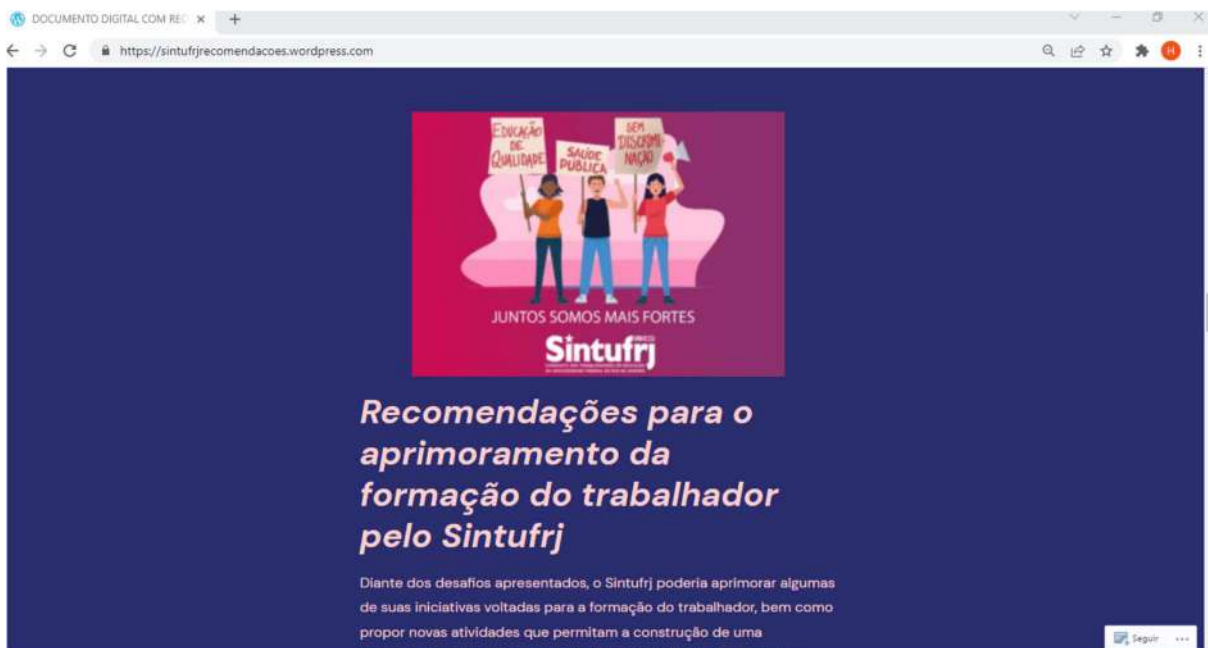 DOCUMENTO DIGITAL COM REC
https://sintufrjrecomendacoes.wordpress.com
H
EDUCAÇÃO
DE
QUALIDADE
SAÚDE
PÚBLICA
SEM
DISCRIMI-
NAÇÃO
JUNTOS SOMOS MAIS FORTES
Sintufrj
Recomendações para o
aprimoramento da
formação do trabalhador
pelo Sintufrj
Diante dos desafios apresentados, o Sintufrj poderia aprimorar algumas
de suas iniciativas voltadas para a formação do trabalhador, bem como
propor novas atividades que permitam a construção de uma
Seguir